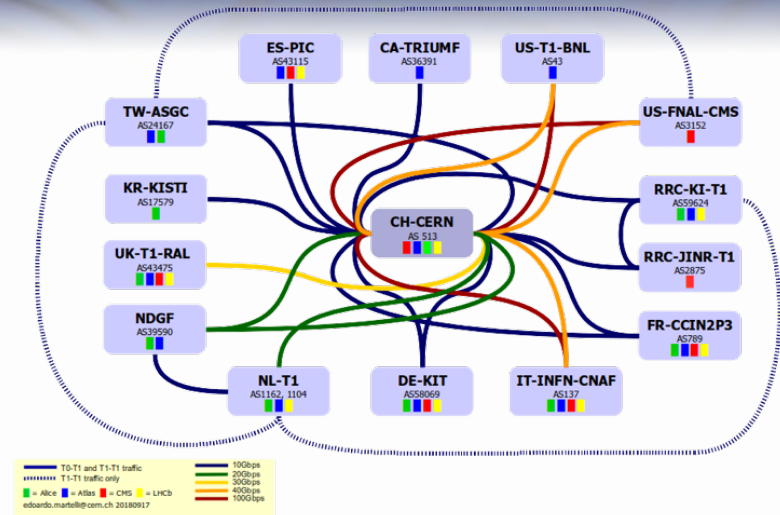 ES-PIC
AS43115
CA-TRIUMF
AS36391
US-T1-BNL
AS43
TW-ASGC
AS24167
US-FNAL-CMS
AS3152
KR-KISTI
AS17579
RRC-KI-T1
AS59624
CH-CERN
AS 513
UK-T1-RAL
AS43475
RRC-JINR-T1
AS2875
NDGF
AS39590
FR-CCIN2P3
AS789
NL-T1
AS1162, 1104
DE-KIT
AS58069
IT-INFN-CNAF
AS137
T0-T1 and T1-T1 traffic
T1-T1 traffic only
= Alice = Atlas = CMS = LHCb
edoardo.martelli@cern.ch 20180917
10Gbps
20Gbps
30Gbps
40Gbps
100Gbps